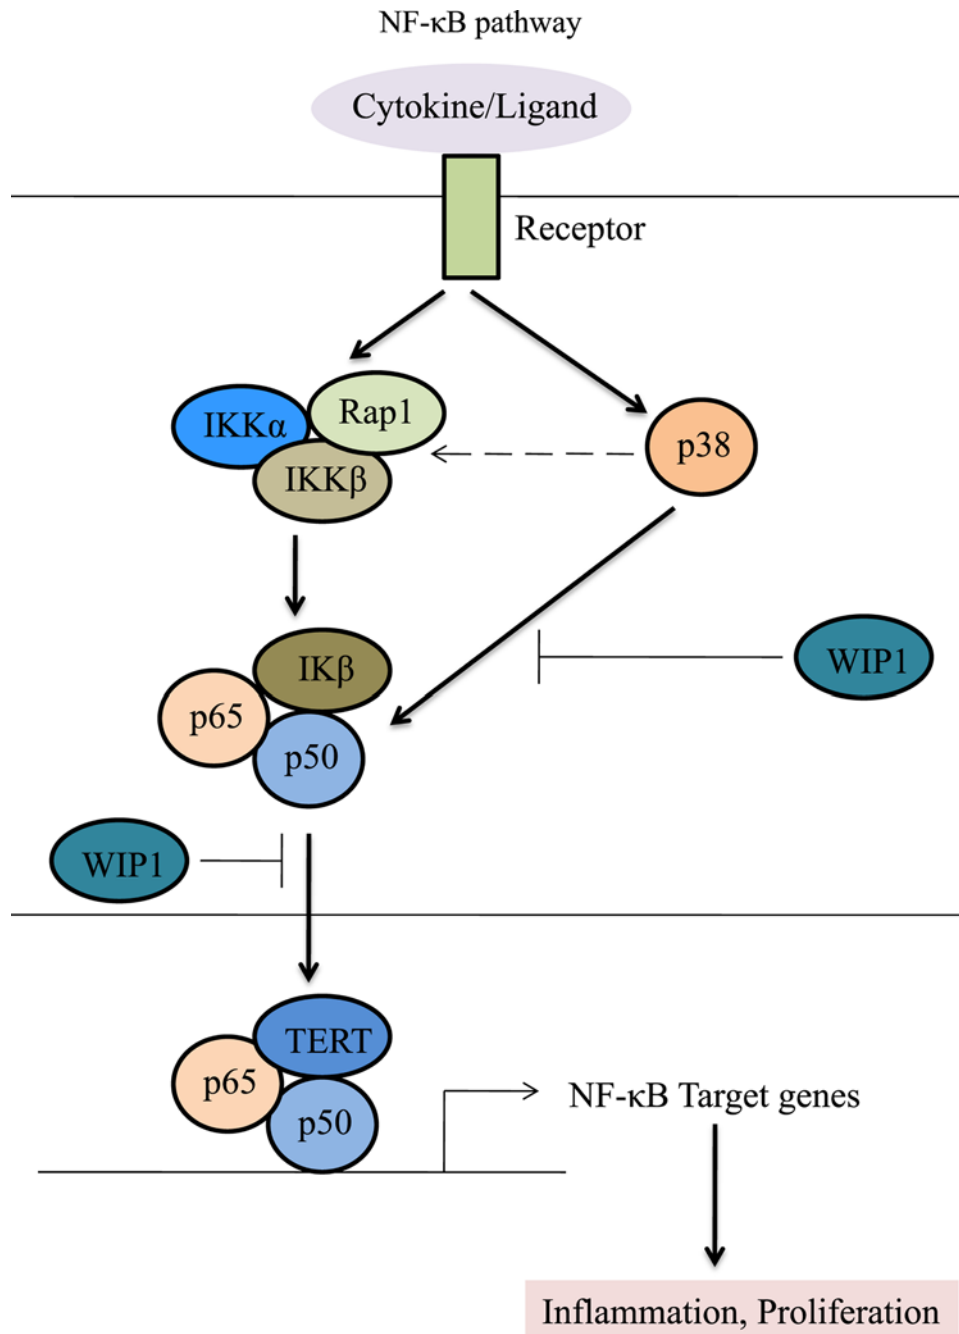 NF-κB pathway
Cytokine/Ligand
Receptor
IKKα
Rap1
IKKβ
p38
IKβ
p65
p50
WIP1
WIP1
TERT
p65
p50
NF-κB Target genes
Inflammation, Proliferation